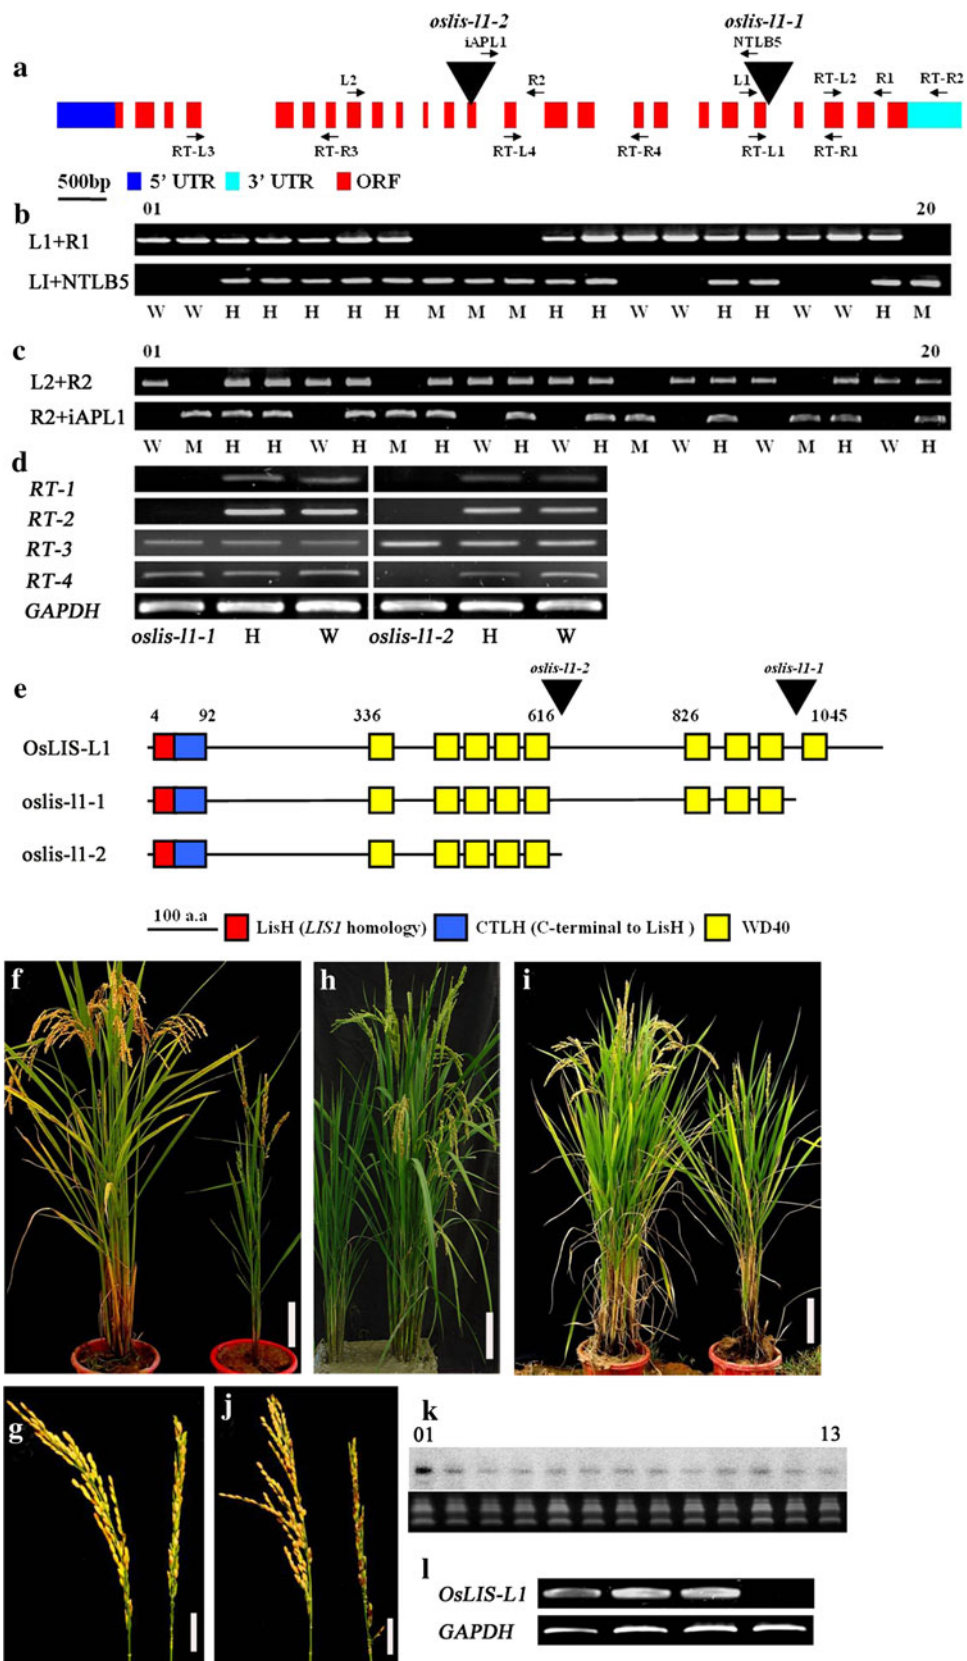 oslis-l1-2 oslis-l1-1
iAPL1 NTLB5
a
L2 R2 L1 RT-L2 R1 RT-R2
RT-L3 RT-R3 RT-L4 RT-R4 RT-L1 RT-R1
500bp 5' UTR 3' UTR ORF
b
01 20
L1+R1
LI+NTLB5
W W H H H H H M M M H H W W H H W W H M
c
01 20
L2+R2
R2+iAPL1
W M H H W H M H W H W H M W H W M H W H
d
RT-1
RT-2
RT-3
RT-4
GAPDH
oslis-l1-1 H W oslis-l1-2 H W
e
oslis-l1-2 oslis-l1-1
4 92 336 616 826 1045
OsLIS-L1
oslis-l1-1
oslis-l1-2
100 a.a LisH (LIS1 homology) CTLH (C-terminal to LisH ) WD40
f h i
g j k
01 13
l
OsLIS-L1
GAPDH